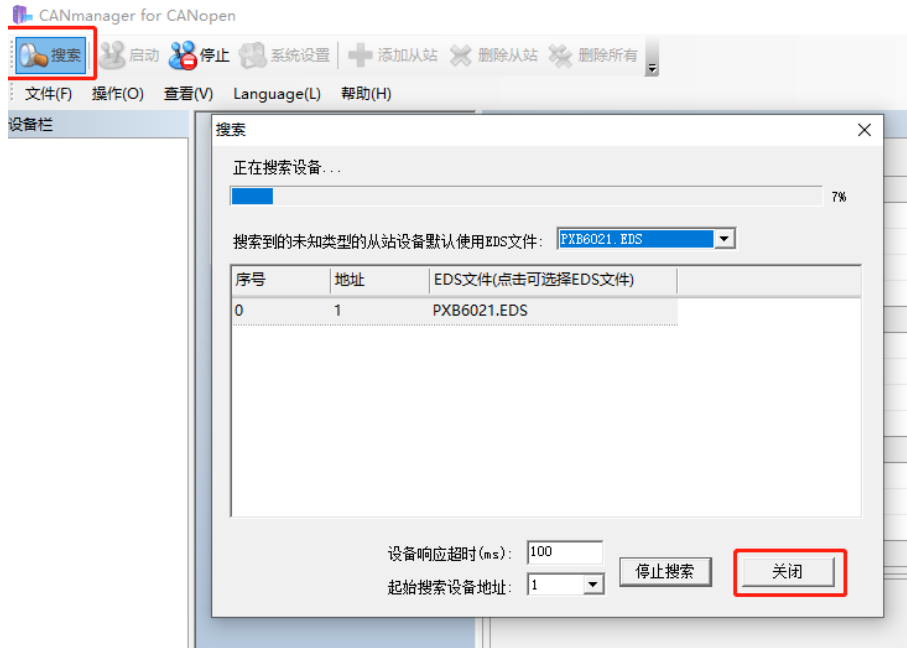 CANmanager for CANopen
搜索 启动 停止 系统设置 添加从站 删除从站 删除所有
文件(F) 操作(O) 查看(V) Language(L) 帮助(H)
设备栏
搜索
正在搜索设备...
7%
搜索到的未知类型的从站设备默认使用EDS文件: PXB6021.EDS
序号 地址 EDS文件(点击可选择EDS文件)
0 1 PXB6021.EDS
设备响应超时(ms): 100
起始搜索设备地址: 1
停止搜索 关闭